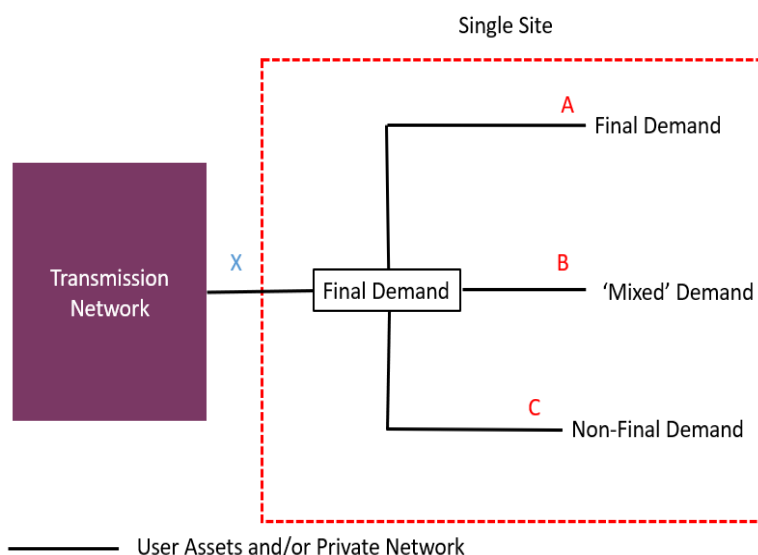 Single Site
A
Final Demand
X
Transmission
Network
Final Demand
B
‘Mixed’ Demand
C
Non-Final Demand
User Assets and/or Private Network